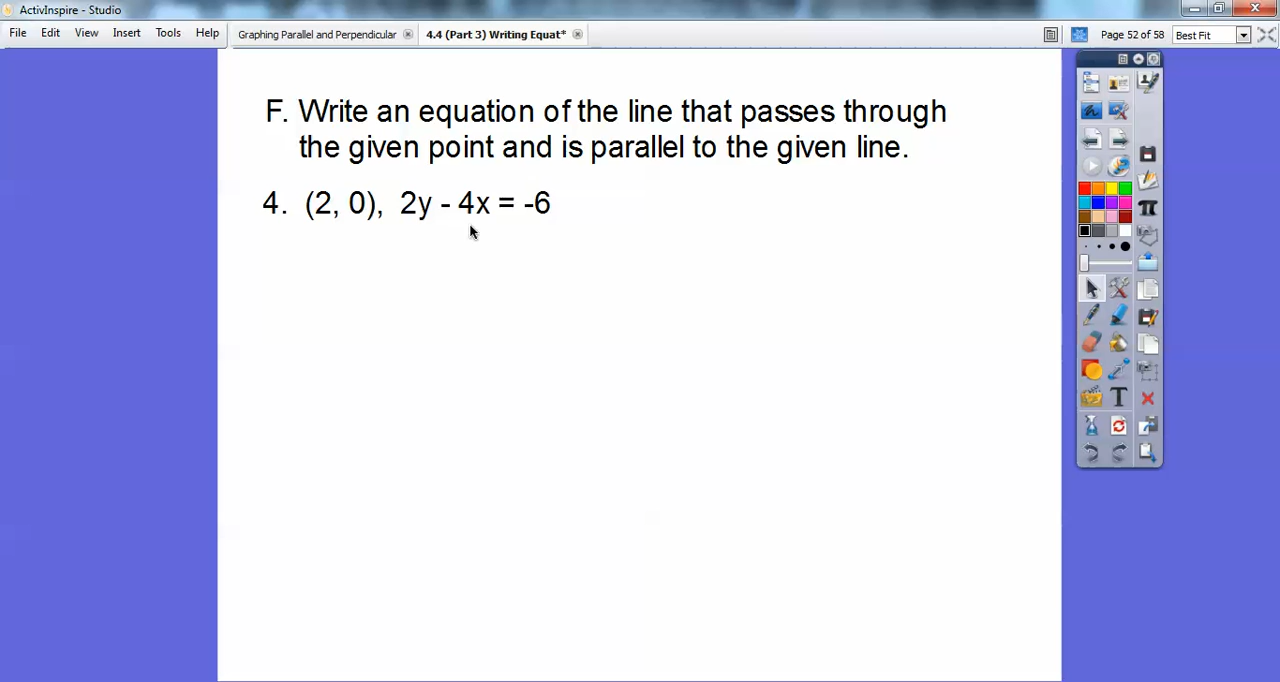 ActivInspire - Studio
File Edit View Insert Tools Help
Graphing Parallel and Perpendicular
4.4 (Part 3) Writing Equat*
Page 52 of 58
Best Fit
F. Write an equation of the line that passes through
the given point and is parallel to the given line.
4. (2, 0), 2y - 4x = -6